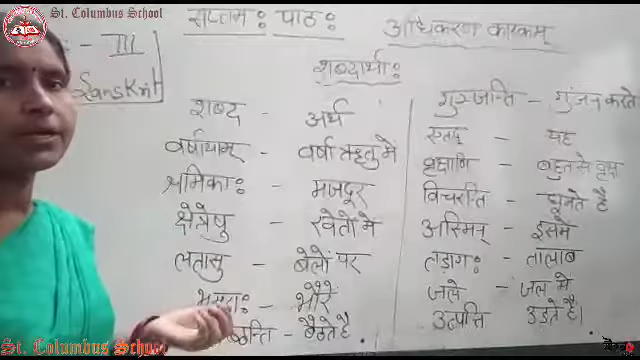 St. Columbus School
सप्तम: पाठ:
अधिकरण कारकम्
: - III
Sanskrit
शब्दार्था:
शब्द - अर्थ
वर्षायाम् - वर्षा ऋतु में
श्रमिका: - मजदूर
क्षेत्रेषु - खेतों में
लतासु - बेलों पर
- भौंरे
न्ति - बैठते है.
गुञ्जन्ति - गुंजन करते
एतद् - यह
वृक्षाणि - बहुत से वृक्ष
विचरन्ति - घूमते है
अस्मिन् - इसमें
तड़ाग: - तालाब
जले - जल में
उत्पत्ति उड़ते है।
St. Columbus School